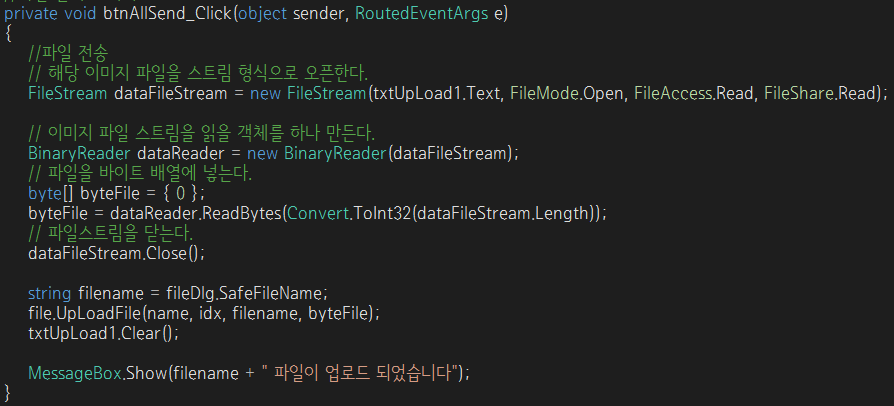 private void btnAllSend_Click(object sender, RoutedEventArgs e)
{
//파일 전송
// 해당 이미지 파일을 스트림 형식으로 오픈한다.
FileStream dataFileStream = new FileStream(txtUpLoad1.Text, FileMode.Open, FileAccess.Read, FileShare.Read);
// 이미지 파일 스트림을 읽을 객체를 하나 만든다.
BinaryReader dataReader = new BinaryReader(dataFileStream);
// 파일을 바이트 배열에 넣는다.
byte[] byteFile = { 0 };
byteFile = dataReader.ReadBytes(Convert.ToInt32(dataFileStream.Length));
// 파일스트림을 닫는다.
dataFileStream.Close();
string filename = fileDlg.SafeFileName;
file.UpLoadFile(name, idx, filename, byteFile);
txtUpLoad1.Clear();
MessageBox.Show(filename + " 파일이 업로드 되었습니다");
}